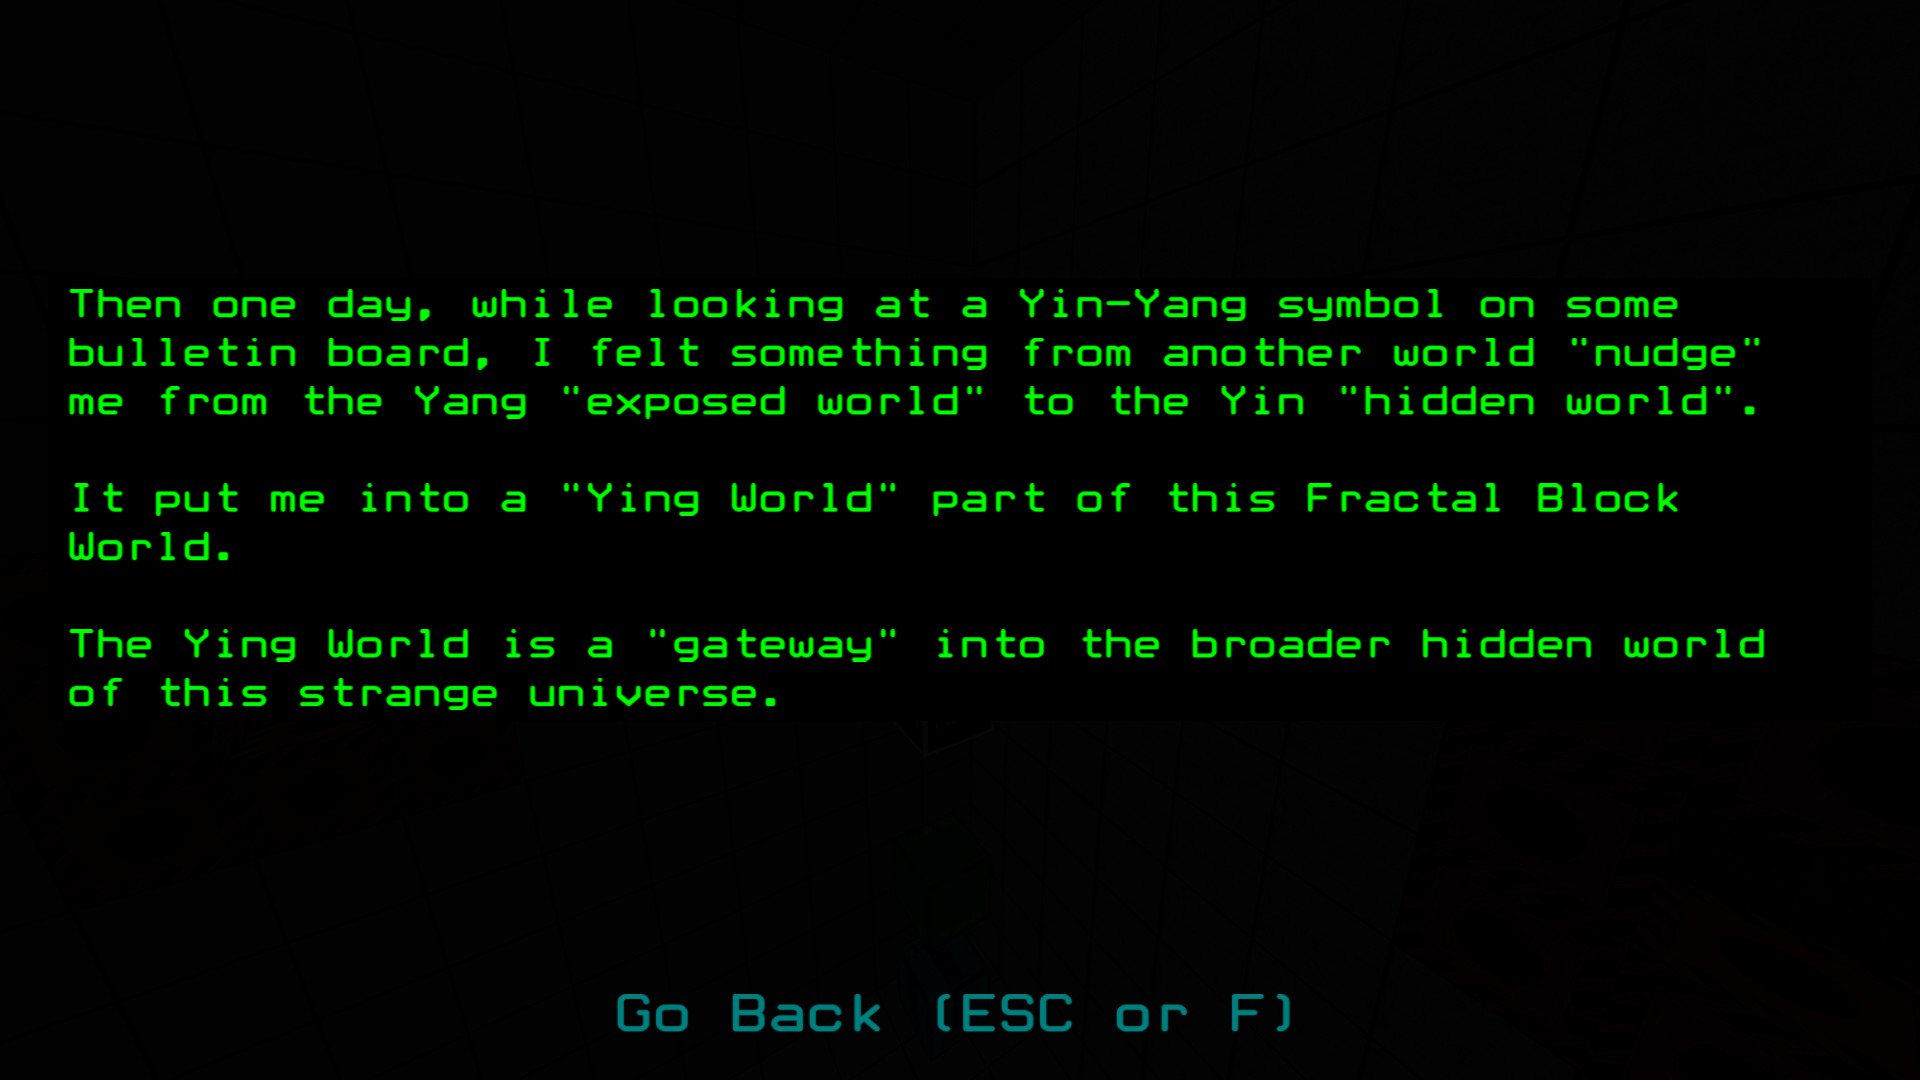 Then one day, while looking at a Yin-Yang symbol on some
bulletin board, I felt something from another world "nudge"
me from the Yang "exposed world" to the Yin "hidden world".
It put me into a "Ying World" part of this Fractal Block
World.
The Ying World is a "gateway" into the broader hidden world
of this strange universe.
Go Back (ESC or F)